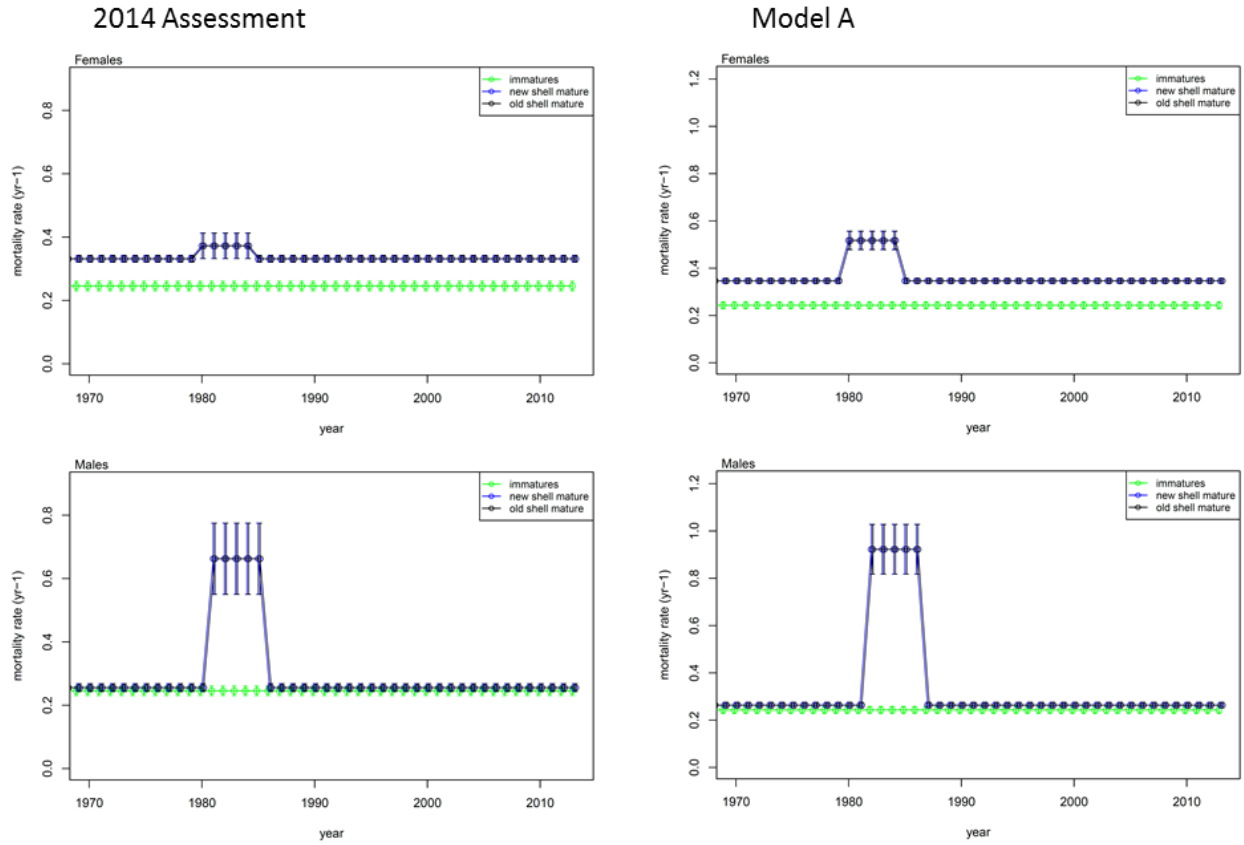 2014 Assessment
Model A
Females
immatures
new shell mature
old shell mature
mortality rate (yr−1)
0.0 0.2 0.4 0.6 0.8
1970 1980 1990 2000 2010
year
Females
immatures
new shell mature
old shell mature
mortality rate (yr−1)
0.0 0.2 0.4 0.6 0.8 1.0 1.2
1970 1980 1990 2000 2010
year
Males
immatures
new shell mature
old shell mature
mortality rate (yr−1)
0.0 0.2 0.4 0.6 0.8
1970 1980 1990 2000 2010
year
Males
immatures
new shell mature
old shell mature
mortality rate (yr−1)
0.0 0.2 0.4 0.6 0.8 1.0 1.2
1970 1980 1990 2000 2010
year